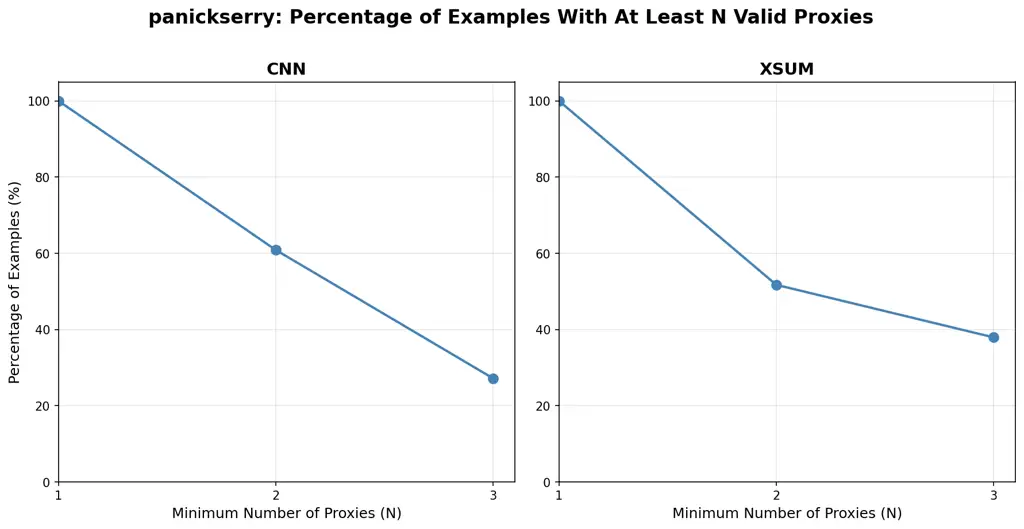 panickserry: Percentage of Examples With At Least N Valid Proxies
CNN
Percentage of Examples (%)
100
80
60
40
20
0
1 2 3
Minimum Number of Proxies (N)
XSUM
100
80
60
40
20
0
1 2 3
Minimum Number of Proxies (N)